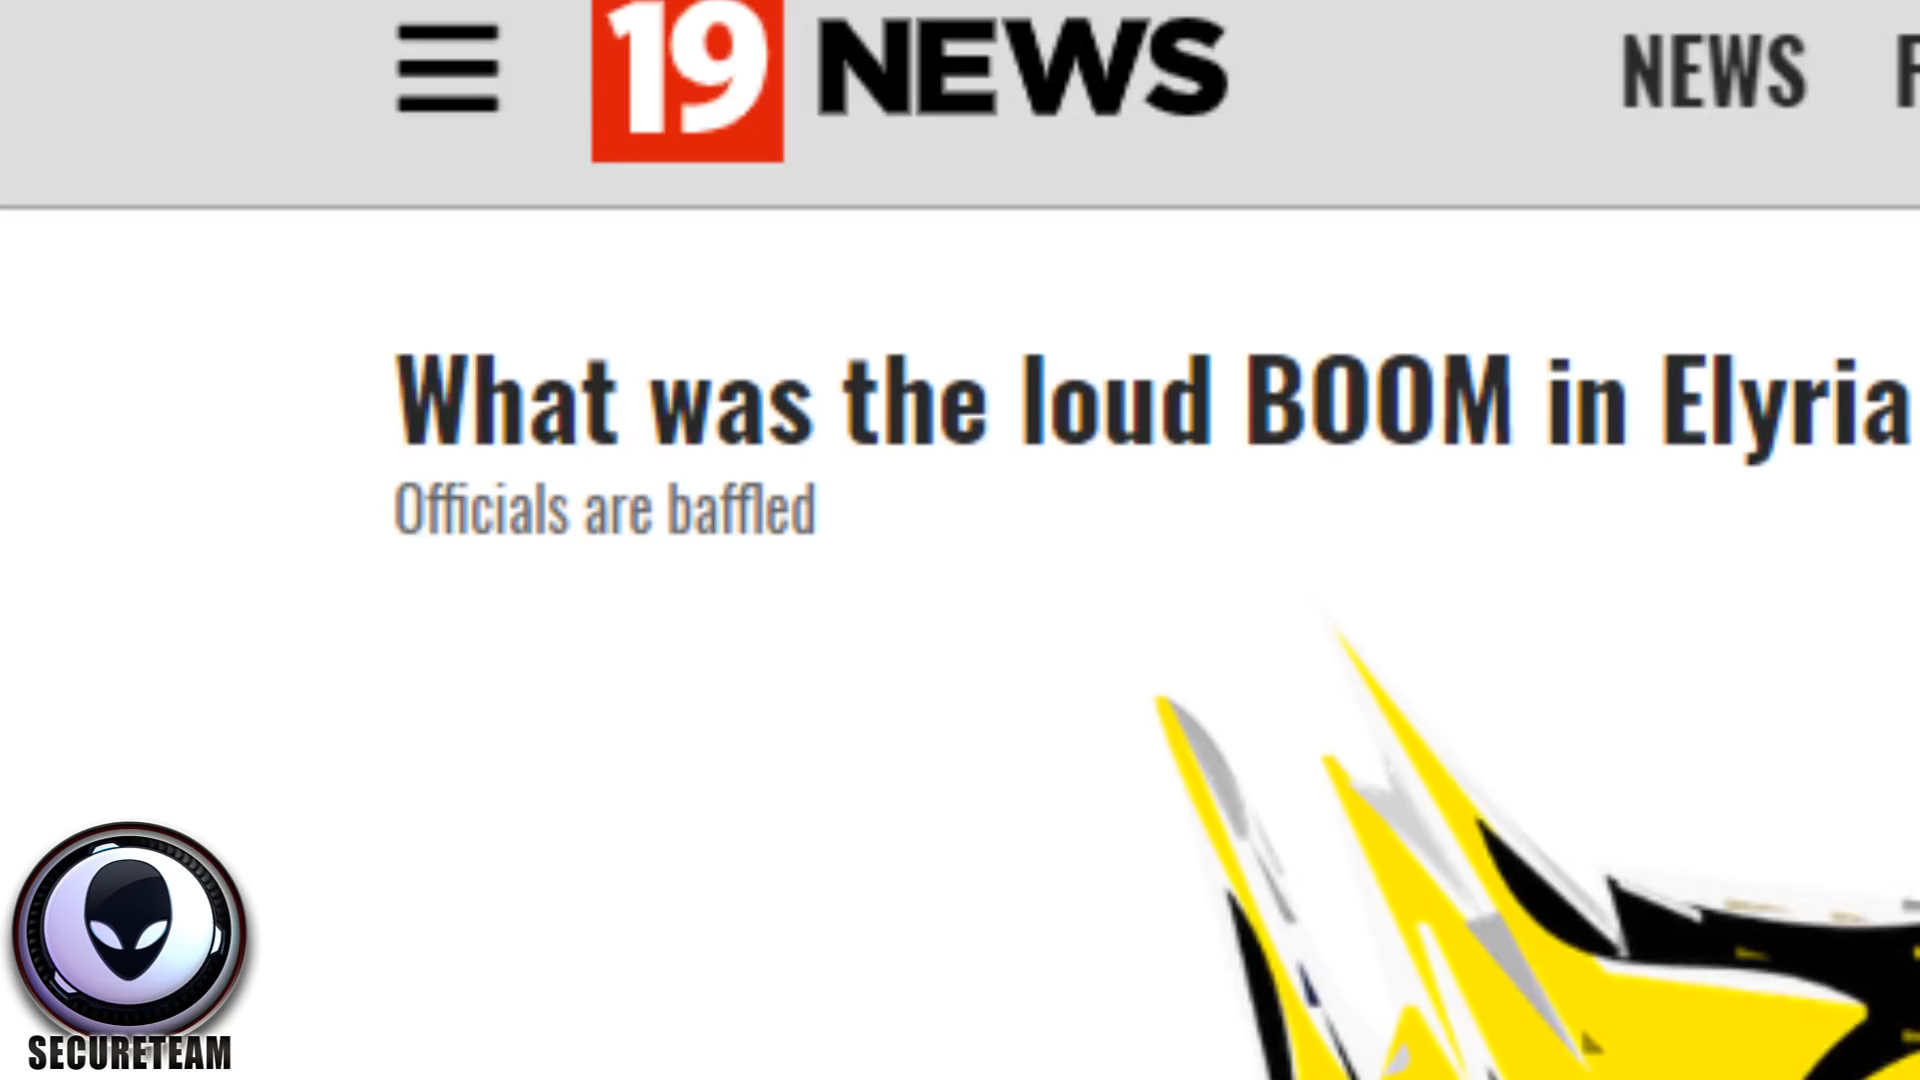 19 NEWS
NEWS
What was the loud BOOM in Elyria
Officials are baffled
SECURETEAM